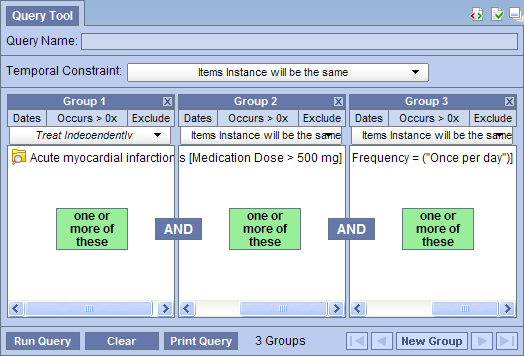 Query Tool
Query Name:
Temporal Constraint: Items Instance will be the same
Group 1 Group 2 Group 3
Dates Occurs > 0x Exclude Dates Occurs > 0x Exclude Dates Occurs > 0x Exclude
Treat Independently Items Instance will be the same Items Instance will be the same
Acute myocardial infarction s [Medication Dose > 500 mg] Frequency = ("Once per day")]
one or more of these AND one or more of these AND one or more of these
Run Query Clear Print Query 3 Groups New Group